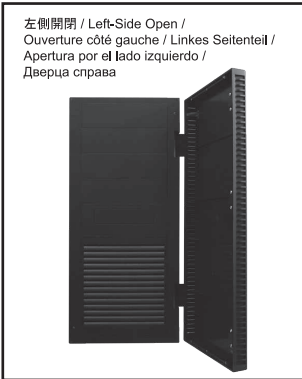 左側開閉 / Left-Side Open /
Ouverture côté gauche / Linkes Seitenteil /
Apertura por el lado izquierdo /
Дверца справа